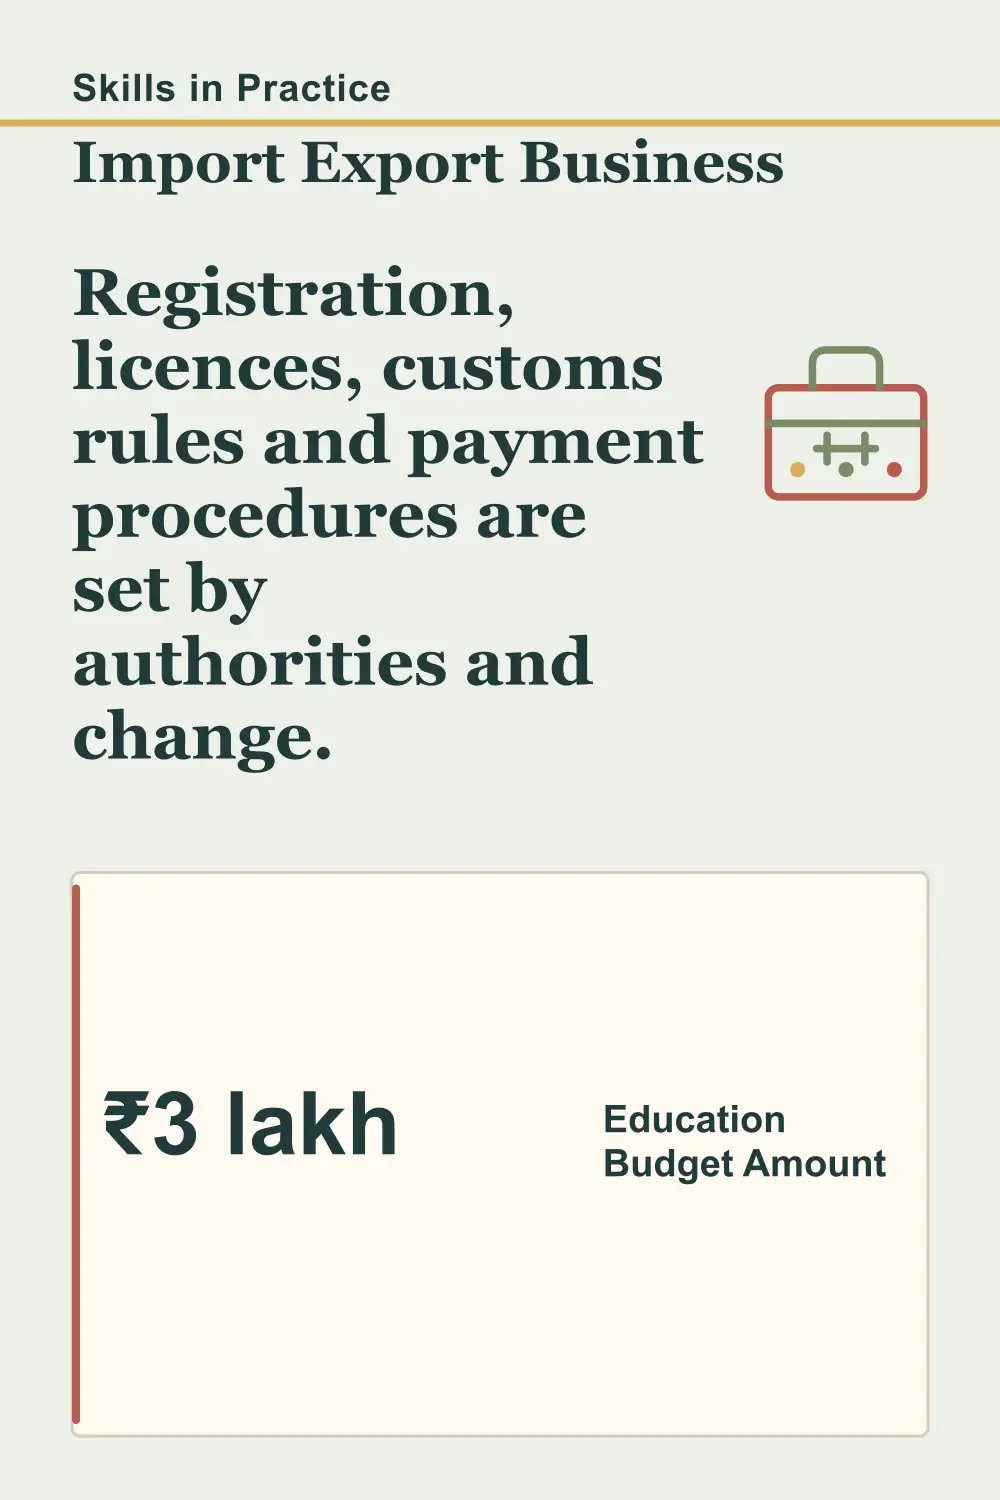 Skills in Practice
Import Export Business
Registration,
licences, customs
rules and payment
procedures are
set by
authorities and
change.
₹3 lakh
Education
Budget Amount